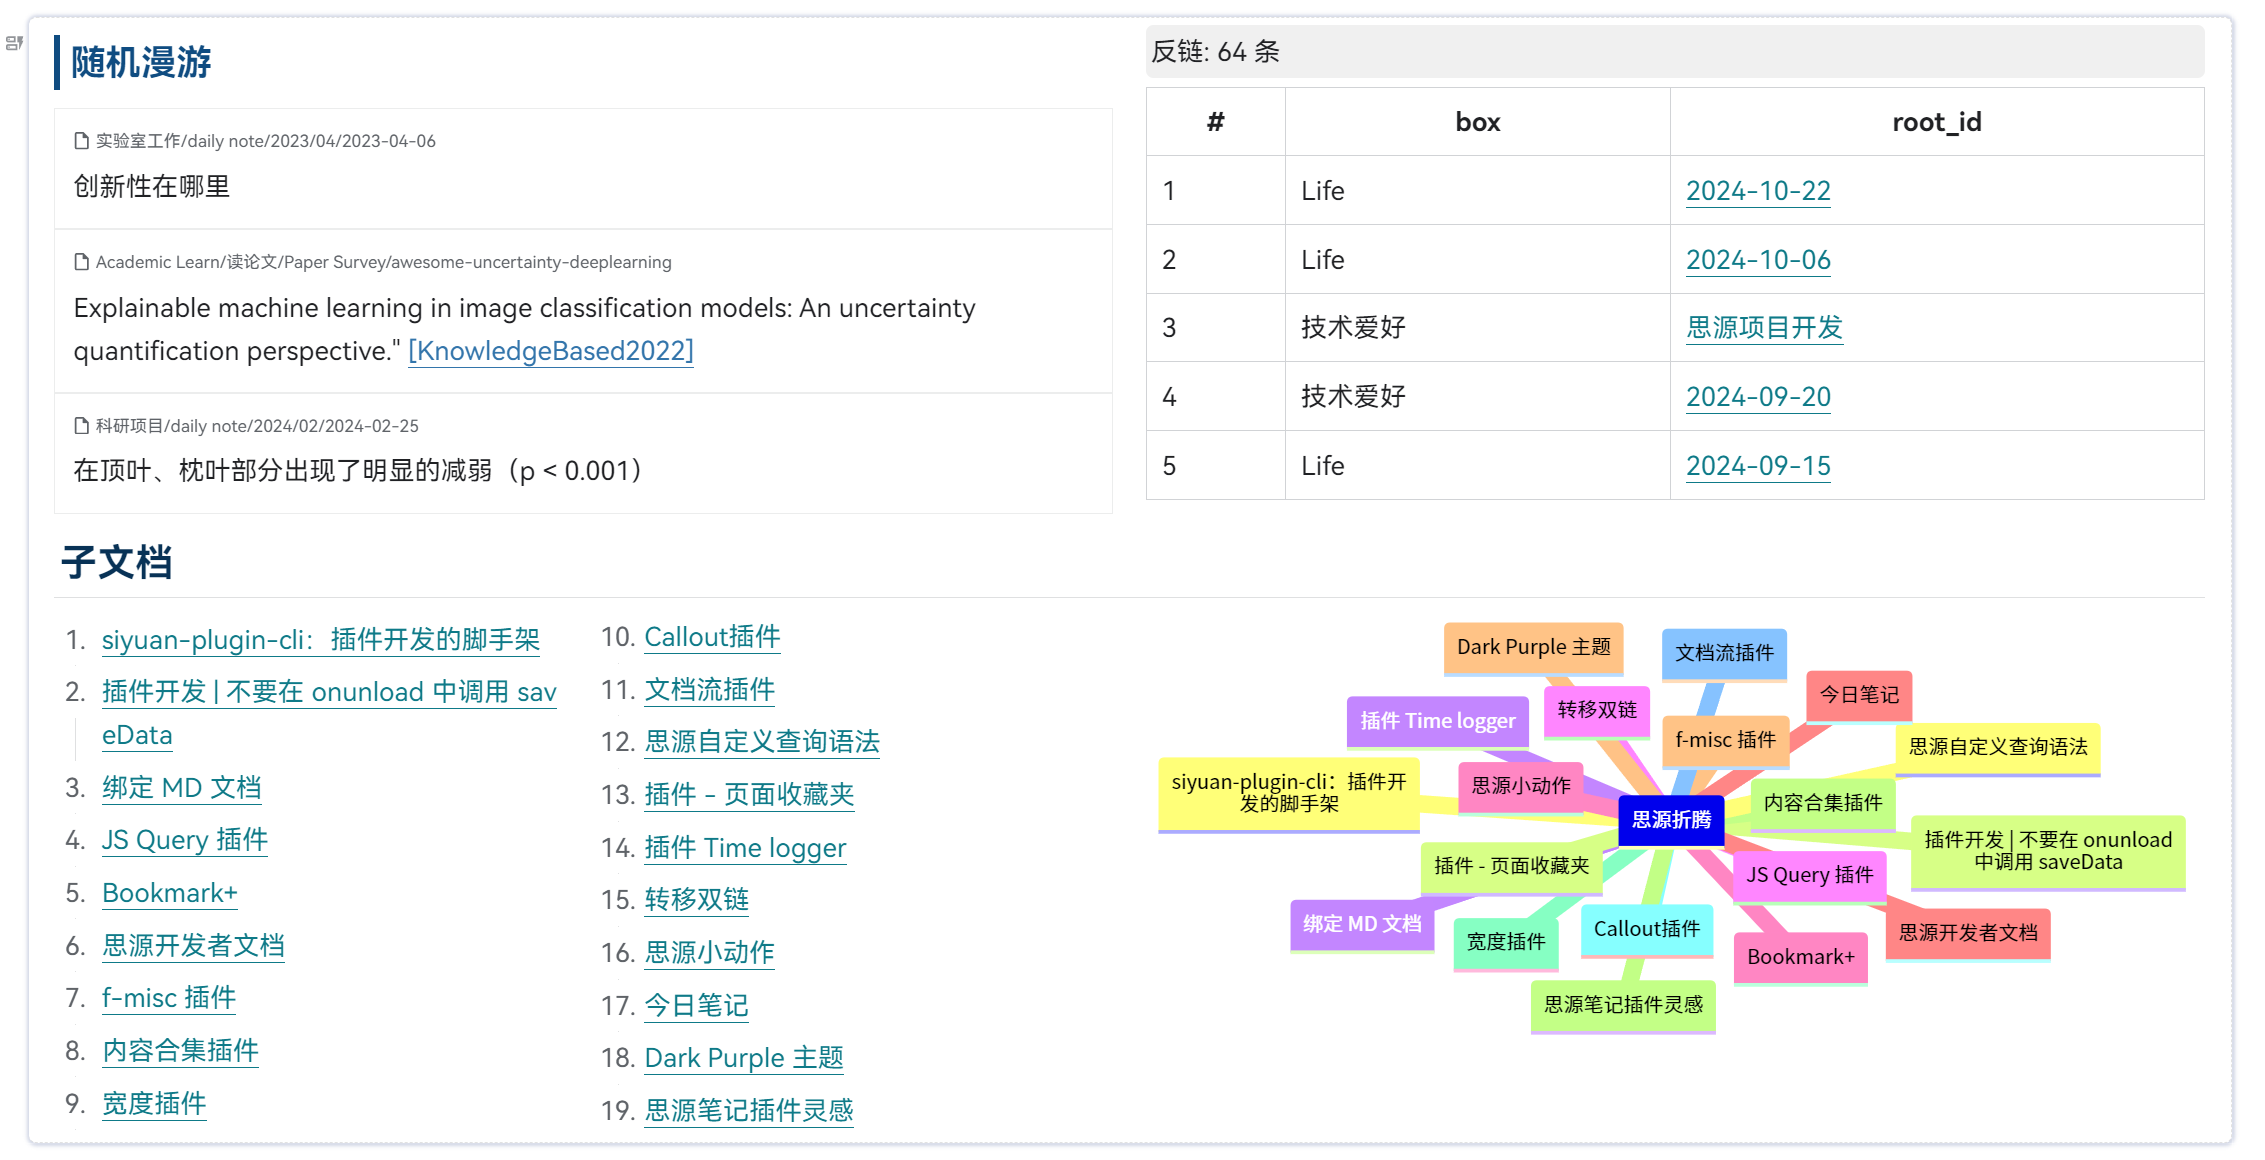 随机漫游
实验室工作/daily note/2023/04/2023-04-06
创新性在哪里
Academic Learn/读论文/Paper Survey/awesome-uncertainty-deeplearning
Explainable machine learning in image classification models: An uncertainty
quantification perspective." [KnowledgeBased2022]
科研项目/daily note/2024/02/2024-02-25
在顶叶、枕叶部分出现了明显的减弱（p < 0.001）
反链: 64 条
# box root_id
1 Life 2024-10-22
2 Life 2024-10-06
3 技术爱好 思源项目开发
4 技术爱好 2024-09-20
5 Life 2024-09-15
子文档
1. siyuan-plugin-cli：插件开发的脚手架
2. 插件开发 | 不要在 onunload 中调用 sav
eData
3. 绑定 MD 文档
4. JS Query 插件
5. Bookmark+
6. 思源开发者文档
7. f-misc 插件
8. 内容合集插件
9. 宽度插件
10. Callout插件
11. 文档流插件
12. 思源自定义查询语法
13. 插件 - 页面收藏夹
14. 插件 Time logger
15. 转移双链
16. 思源小动作
17. 今日笔记
18. Dark Purple 主题
19. 思源笔记插件灵感
Dark Purple 主题
文档流插件
今日笔记
插件 Time logger
转移双链
f-misc 插件
思源自定义查询语法
siyuan-plugin-cli：插件开
发的脚手架
思源小动作
思源折腾
内容合集插件
插件开发 | 不要在 onunload
中调用 saveData
插件 - 页面收藏夹
JS Query 插件
绑定 MD 文档
宽度插件
Callout插件
Bookmark+
思源开发者文档
思源笔记插件灵感